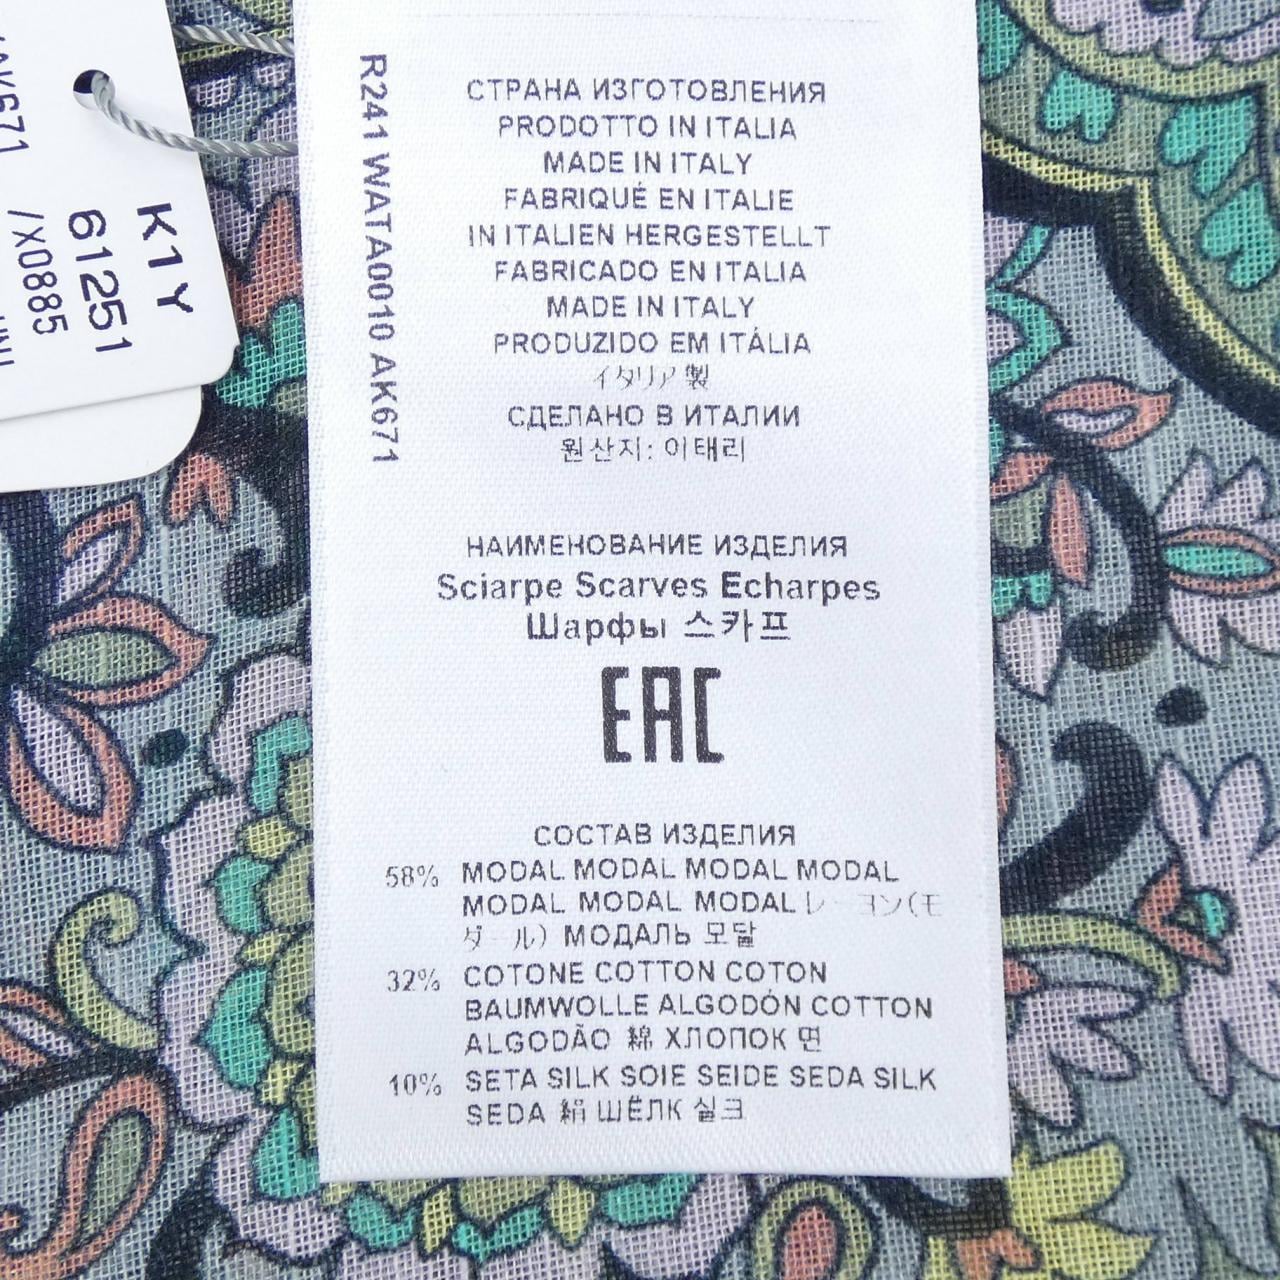 СТРАНА ИЗГОТОВЛЕНИЯ
PRODOTTO IN ITALIA
MADE IN ITALY
FABRIQUÉ EN ITALIE
IN ITALIEN HERGESTELLT
FABRICADO EN ITALIA
MADE IN ITALY
PRODUZIDO EM ITÁLIA
イタリア製
СДЕЛАНО В ИТАЛИИ
원산지: 이태리
R241 WATA0010 AK671
НАИМЕНОВАНИЕ ИЗДЕЛИЯ
Sciarpe Scarves Echarpes
Шарфы 스카프
EAC
СОСТАВ ИЗДЕЛИЯ
58% MODAL MODAL MODAL MODAL
MODAL MODAL MODAL レーヨン(モ
ダール) МОДАЛЬ 모달
32% COTONE COTTON COTON
BAUMWOLLE ALGODÓN COTTON
ALGODÃO 綿 ХЛОПОК 면
10% SETA SILK SOIE SEIDE SEDA SILK
SEDA 絹 ШЁЛК 실크
K1Y
61251
/X0885
AK671